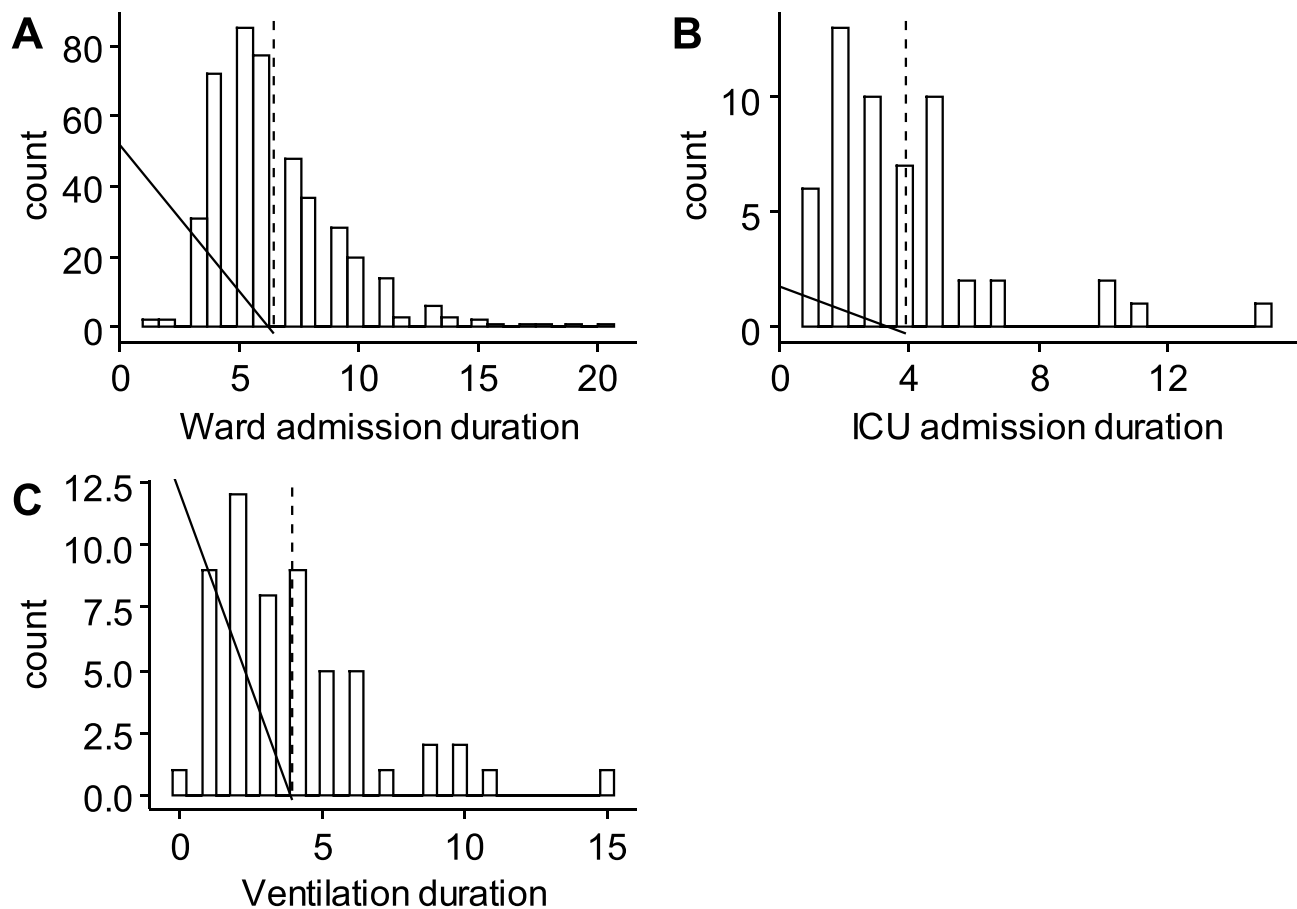 A
count
80
60
40
20
0
0 5 10 15 20
Ward admission duration
B
count
10
5
0
0 4 8 12
ICU admission duration
C
count
12.5
10.0
7.5
5.0
2.5
0.0
0 5 10 15
Ventilation duration